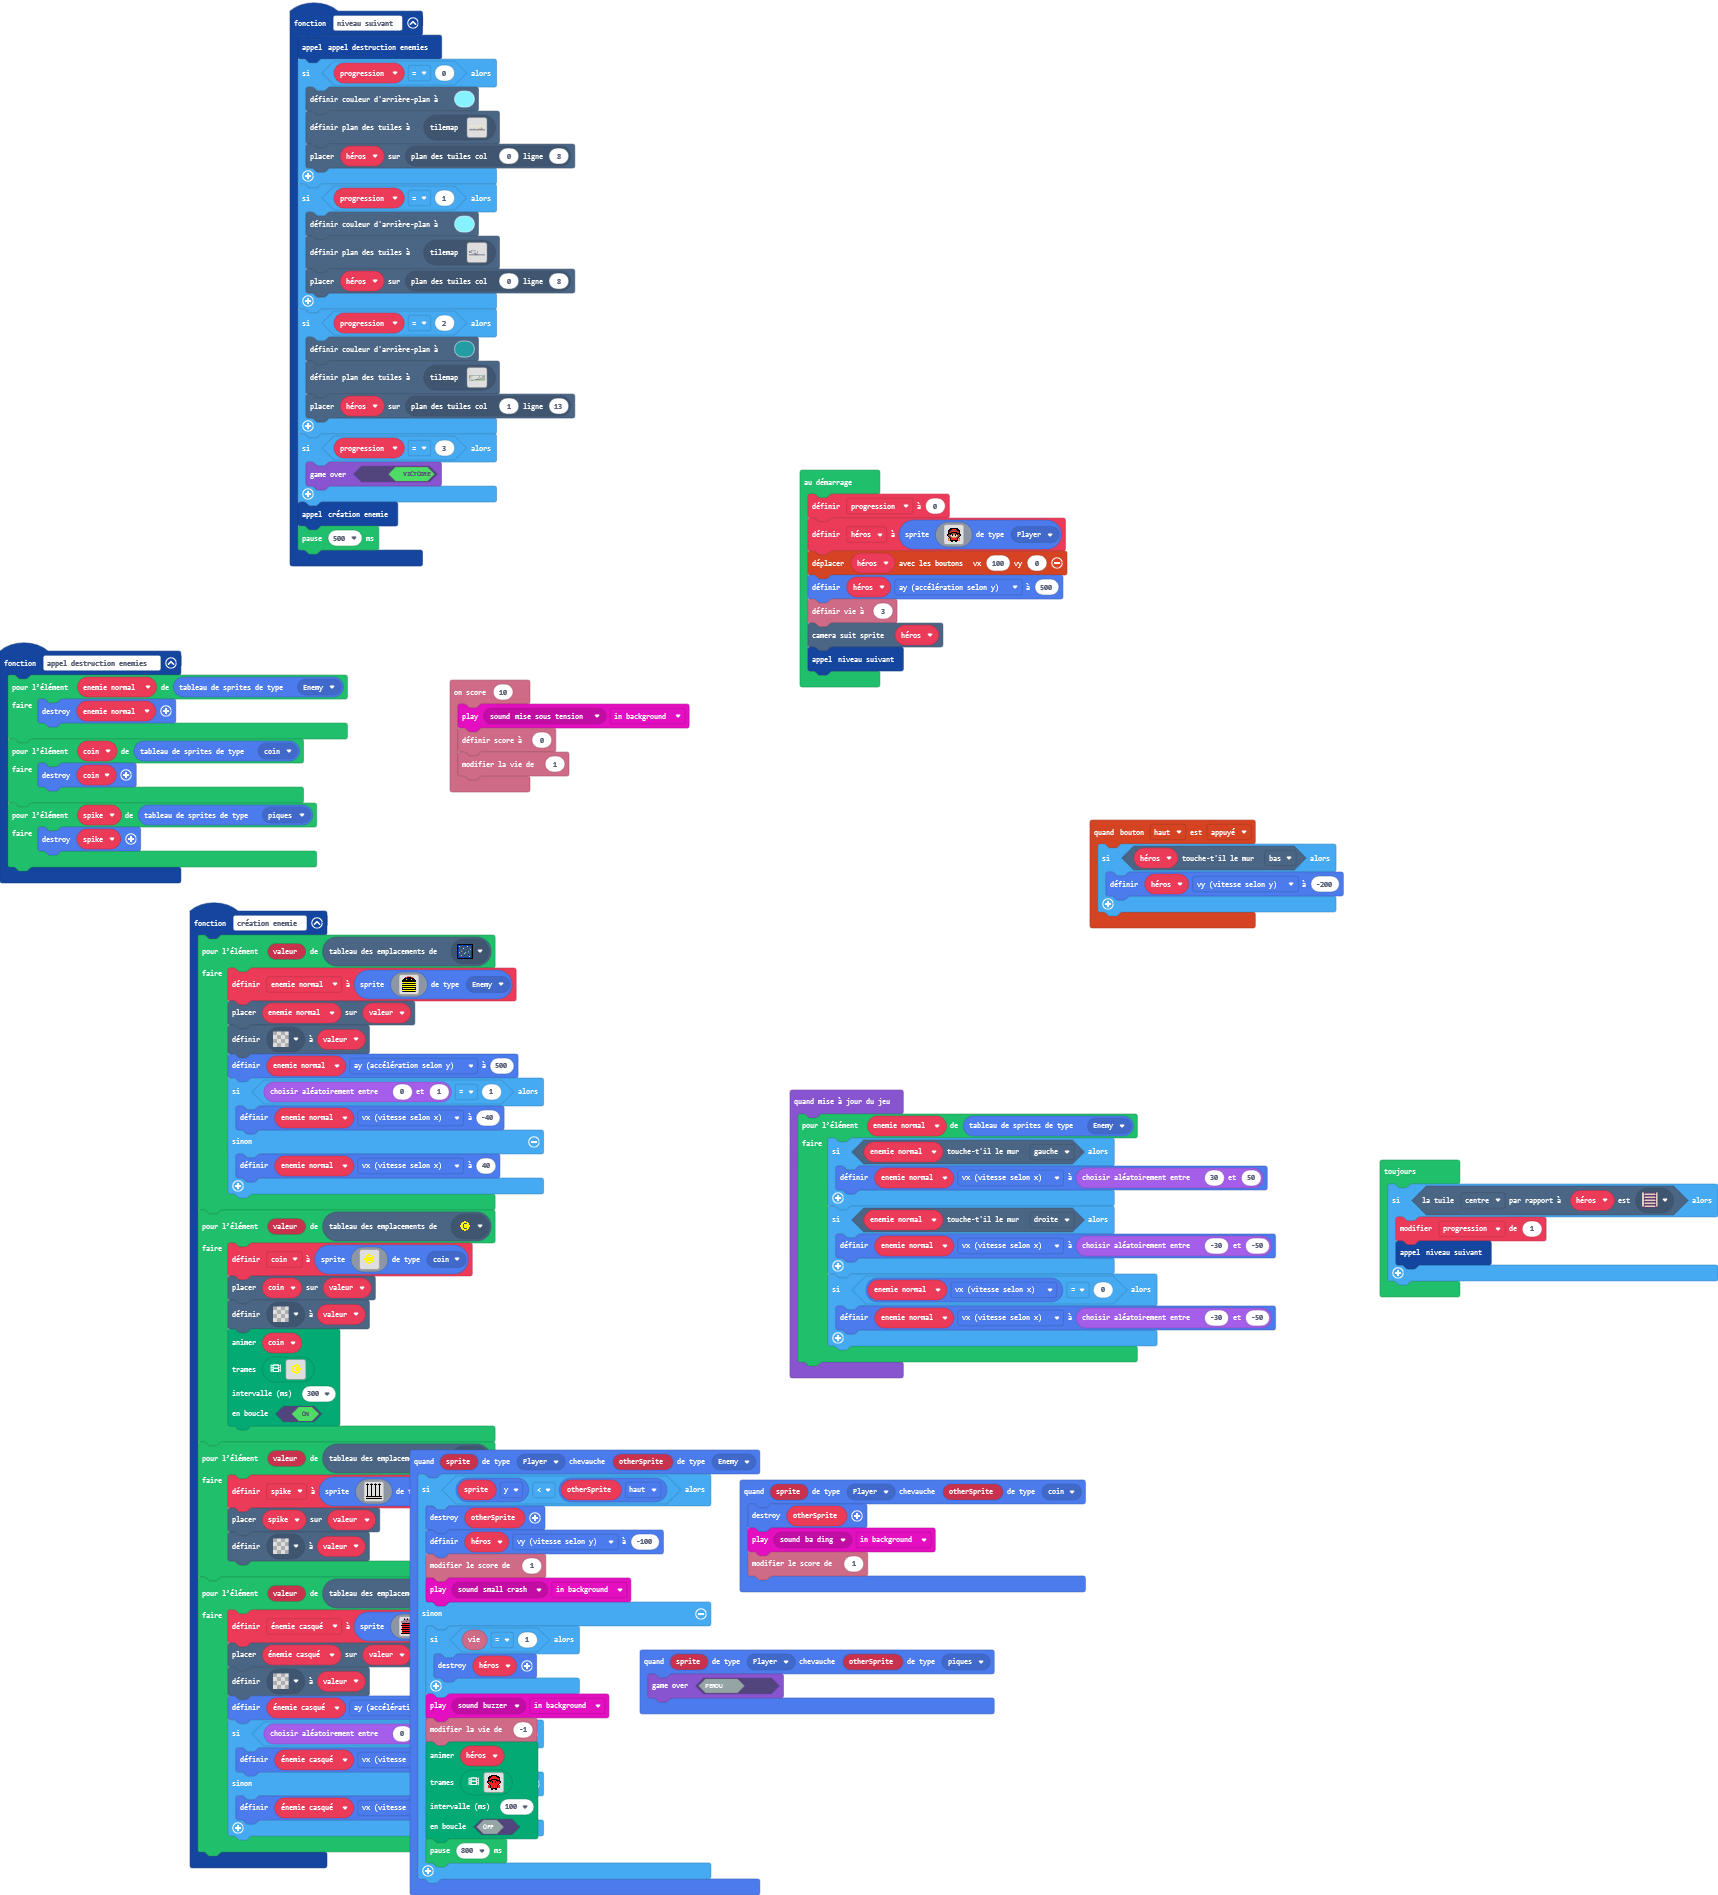 fonction niveau suivant
appel appel destruction enemies
si progression = 0 alors
définir couleur d'arrière-plan à
définir plan des tuiles à tilemap
placer héros sur plan des tuiles col 0 ligne 8
si progression = 1 alors
définir couleur d'arrière-plan à
définir plan des tuiles à tilemap
placer héros sur plan des tuiles col 0 ligne 8
si progression = 2 alors
définir couleur d'arrière-plan à
définir plan des tuiles à tilemap
placer héros sur plan des tuiles col 1 ligne 13
si progression = 3 alors
game over VICTOIRE
appel création enemie
pause 500 ms
au démarrage
définir progression à 0
définir héros à sprite de type Player
déplacer héros avec les boutons vx 100 vy 0
définir héros ay (accélération selon y) à 500
définir vie à 3
camera suit sprite héros
appel niveau suivant
fonction appel destruction enemies
pour l'élément enemie normal de tableau de sprites de type Enemy
faire destroy enemie normal
pour l'élément coin de tableau de sprites de type coin
faire destroy coin
pour l'élément spike de tableau de sprites de type piques
faire destroy spike
on score 10
play sound mise sous tension in background
définir score à 0
modifier la vie de 1
quand bouton haut est appuyé
si héros touche-t'il le mur bas alors
définir héros vy (vitesse selon y) à -200
fonction création enemie
pour l'élément valeur de tableau des emplacements de
faire
définir enemie normal à sprite de type Enemy
placer enemie normal sur valeur
définir à valeur
définir enemie normal ay (accélération selon y) à 500
si choisir aléatoirement entre 0 et 1 = 1 alors
définir enemie normal vx (vitesse selon x) à -40
sinon
définir enemie normal vx (vitesse selon x) à 40
pour l'élément valeur de tableau des emplacements de
faire
définir coin à sprite de type coin
placer coin sur valeur
définir à valeur
animer coin
trames
intervalle (ms) 300
en boucle ON
pour l'élément valeur de tableau des emplacem
faire
définir spike à sprite de t
placer spike sur valeur
définir à valeur
pour l'élément valeur de tableau des emplacem
faire
définir énemie casqué à sprite
placer énemie casqué sur valeur
définir à valeur
définir énemie casqué ay (accélérati
si choisir aléatoirement entre 0
définir énemie casqué vx (vitesse
sinon
définir énemie casqué vx (vitesse
quand mise à jour du jeu
pour l'élément enemie normal de tableau de sprites de type Enemy
faire
si enemie normal touche-t'il le mur gauche alors
définir enemie normal vx (vitesse selon x) à choisir aléatoirement entre 30 et 50
si enemie normal touche-t'il le mur droite alors
définir enemie normal vx (vitesse selon x) à choisir aléatoirement entre -30 et -50
si enemie normal vx (vitesse selon x) = 0 alors
définir enemie normal vx (vitesse selon x) à choisir aléatoirement entre -30 et -50
toujours
si la tuile centre par rapport à héros est alors
modifier progression de 1
appel niveau suivant
quand sprite de type Player chevauche otherSprite de type Enemy
si sprite y < otherSprite haut alors
destroy otherSprite
définir héros vy (vitesse selon y) à -100
modifier le score de 1
play sound small crash in background
sinon
si vie = 1 alors
destroy héros
play sound buzzer in background
modifier la vie de -1
animer héros
trames
intervalle (ms) 100
en boucle OFF
pause 800 ms
quand sprite de type Player chevauche otherSprite de type coin
destroy otherSprite
play sound ba ding in background
modifier le score de 1
quand sprite de type Player chevauche otherSprite de type piques
game over PERDU